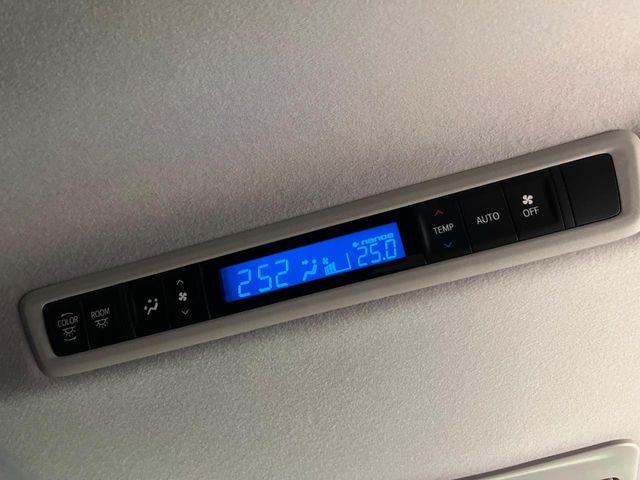 COLOR
ROOM
252
nanoe
25.0
TEMP
AUTO
OFF